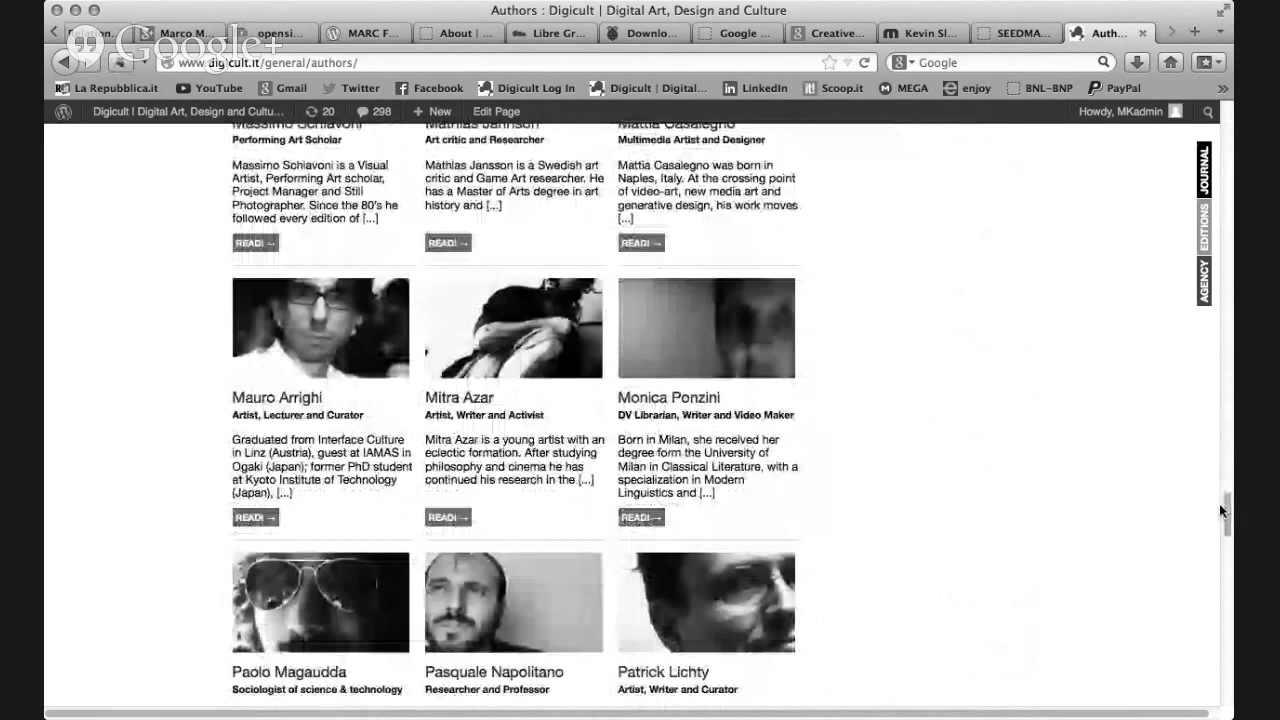 Authors : Digicult | Digital Art, Design and Culture
Marco M...
opensi...
MARC F...
About | ...
Libre Gr...
Downlo...
Google ...
Creative...
Kevin Sl...
SEEDMA...
Auth...
Google+
www.digicult.it/general/authors/
Google
La Repubblica.it
YouTube
Gmail
Twitter
Facebook
Digicult Log In
Digicult | Digital...
LinkedIn
Scoop.it
MEGA
enjoy
BNL-BNP
PayPal
Digicult | Digital Art, Design and Cultu...
20
298
+ New
Edit Page
Howdy, MKadmin
Massimo Schiavoni
Performing Art Scholar
Massimo Schiavoni is a Visual
Artist, Performing Art scholar,
Project Manager and Still
Photographer. Since the 80's he
followed every edition of [...]
READ! →
Mathias Jansson
Art critic and Researcher
Mathias Jansson is a Swedish art
critic and Game Art researcher. He
has a Master of Arts degree in art
history and [...]
READ! →
Mattia Casalegno
Multimedia Artist and Designer
Mattia Casalegno was born in
Naples, Italy. At the crossing point
of video-art, new media art and
generative design, his work moves
[...]
READ! →
JOURNAL
EDITIONS
AGENCY
Mauro Arrighi
Artist, Lecturer and Curator
Graduated from Interface Culture
in Linz (Austria), guest at IAMAS in
Ogaki (Japan); former PhD student
at Kyoto Institute of Technology
(Japan), [...]
READ! →
Mitra Azar
Artist, Writer and Activist
Mitra Azar is a young artist with an
eclectic formation. After studying
philosophy and cinema he has
continued his research in the [...]
READ! →
Monica Ponzini
DV Librarian, Writer and Video Maker
Born in Milan, she received her
degree form the University of
Milan in Classical Literature, with a
specialization in Modern
Linguistics and [...]
READ! →
Paolo Magaudda
Sociologist of science & technology
Pasquale Napolitano
Researcher and Professor
Patrick Lichty
Artist, Writer and Curator